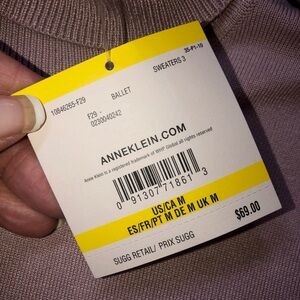 35-P1-10
10846265-F29 BALLET SWEATERS 3
F29 -
0230040242
ANNEKLEIN.COM
Anne Klein is a registered trademark of WHP Global all rights reserved
0 91307 71861 3
US/CA M
ES/FR/PT M DE M UK M
$69.00
SUGG RETAIL/ PRIX SUGG